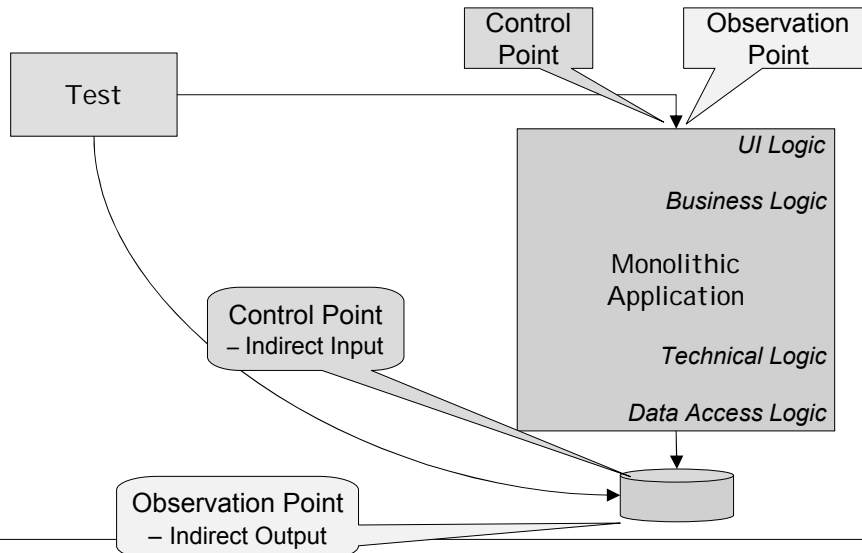 Control
Point
Observation
Point
Test
UI Logic
Business Logic
Monolithic
Application
Control Point
– Indirect Input
Technical Logic
Data Access Logic
Observation Point
– Indirect Output